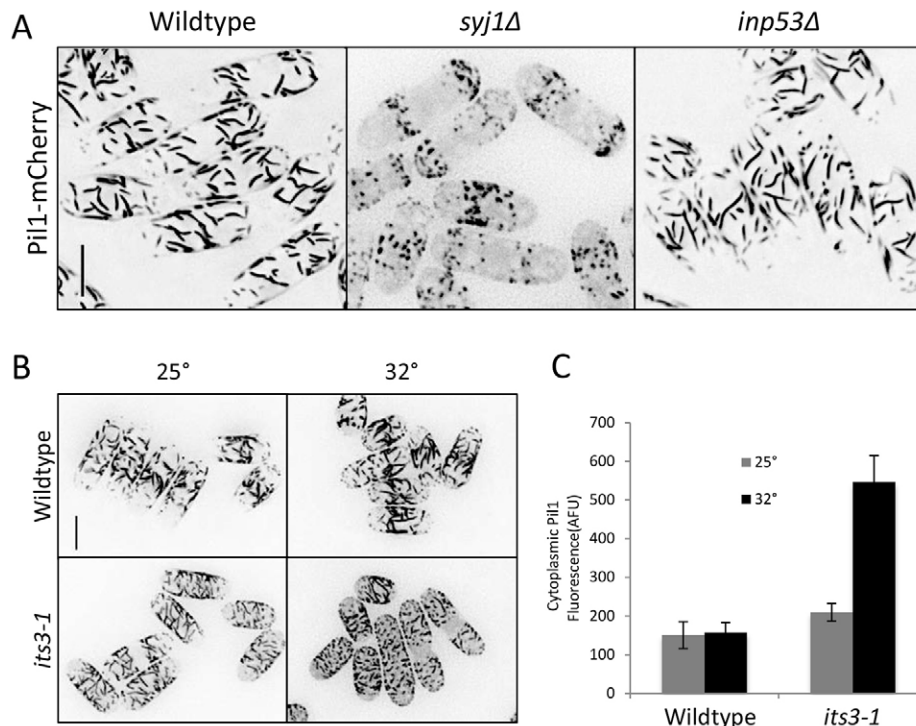 A
Wildtype syj1Δ inp53Δ
Pil1-mCherry
B
25° 32°
Wildtype
its3-1
C
Cytoplasmic Pil1
Fluorescence(AFU)
700
600
500
400
300
200
100
0
25°
32°
Wildtype its3-1